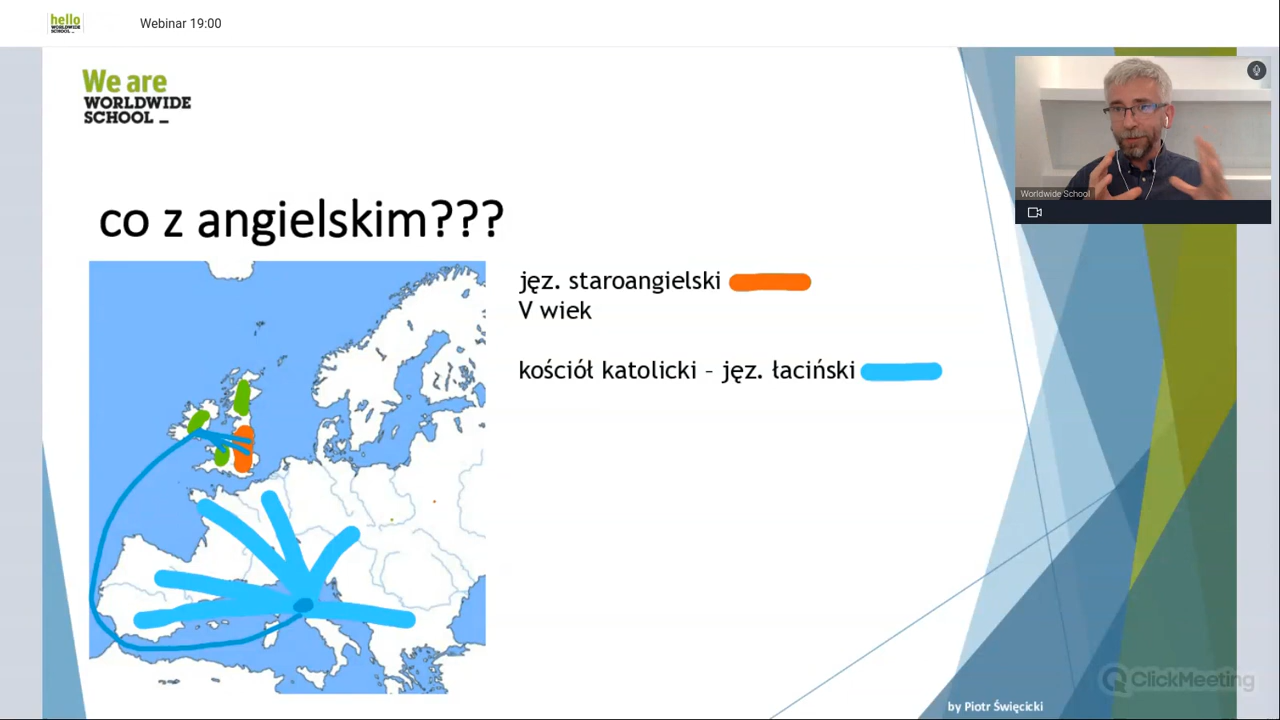 hello
WORLDWIDE
SCHOOL _
Webinar 19:00
We are
WORLDWIDE
SCHOOL _
Worldwide School
co z angielskim???
jęz. staroangielski
V wiek
kościół katolicki – jęz. łaciński
ClickMeeting
by Piotr Święcicki